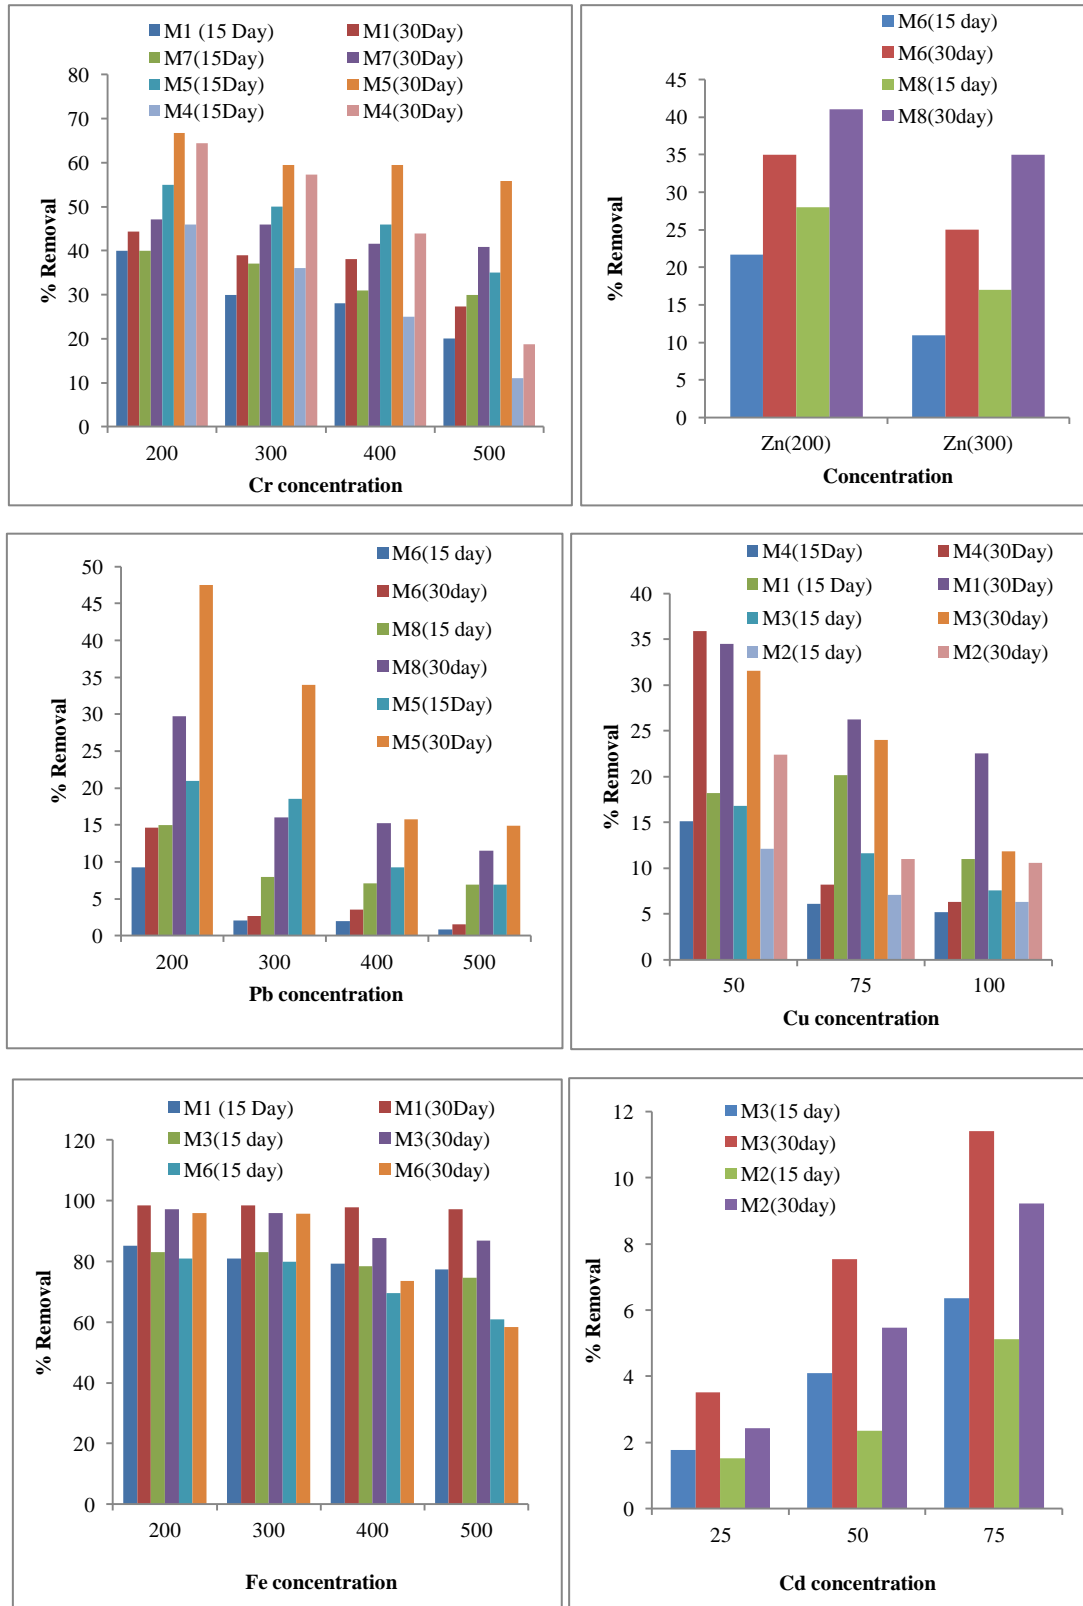 M1 (15 Day) M1(30Day)
M7(15Day) M7(30Day)
M5(15Day) M5(30Day)
M4(15Day) M4(30Day)
80
70
60
50
40
30
20
10
0
% Removal
200 300 400 500
Cr concentration
M6(15 day)
M6(30day)
M8(15 day)
M8(30day)
45
40
35
30
25
20
15
10
5
0
% Removal
Zn(200) Zn(300)
Concentration
M6(15 day)
M6(30day)
M8(15 day)
M8(30day)
M5(15Day)
M5(30Day)
50
45
40
35
30
25
20
15
10
5
0
% Removal
200 300 400 500
Pb concentration
M4(15Day) M4(30Day)
M1 (15 Day) M1(30Day)
M3(15 day) M3(30day)
M2(15 day) M2(30day)
40
35
30
25
20
15
10
5
0
% Removal
50 75 100
Cu concentration
M1 (15 Day) M1(30Day)
M3(15 day) M3(30day)
M6(15 day) M6(30day)
120
100
80
60
40
20
0
% Removal
200 300 400 500
Fe concentration
M3(15 day)
M3(30day)
M2(15 day)
M2(30day)
12
10
8
6
4
2
0
% Removal
25 50 75
Cd concentration